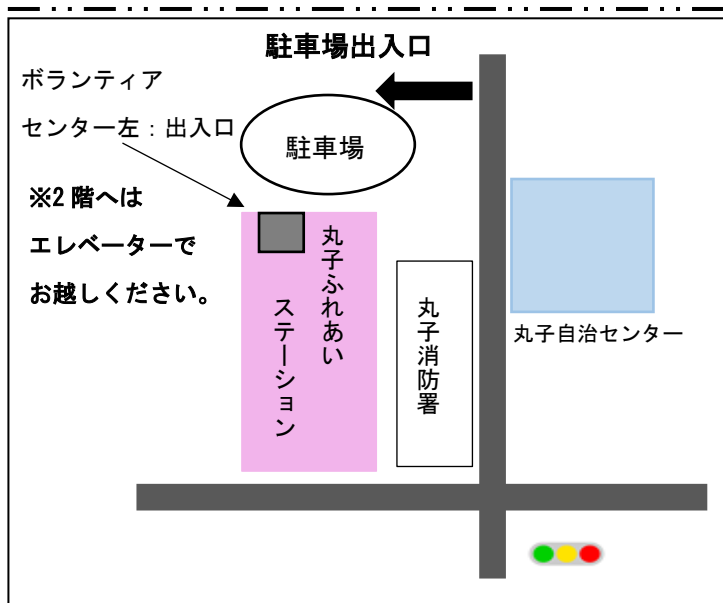 駐車場出入口
ボランティア
センター左：出入口
駐車場
※2階へは
エレベーターで
お越しください。
丸子ふれあい
ステーション
丸子消防署
丸子自治センター